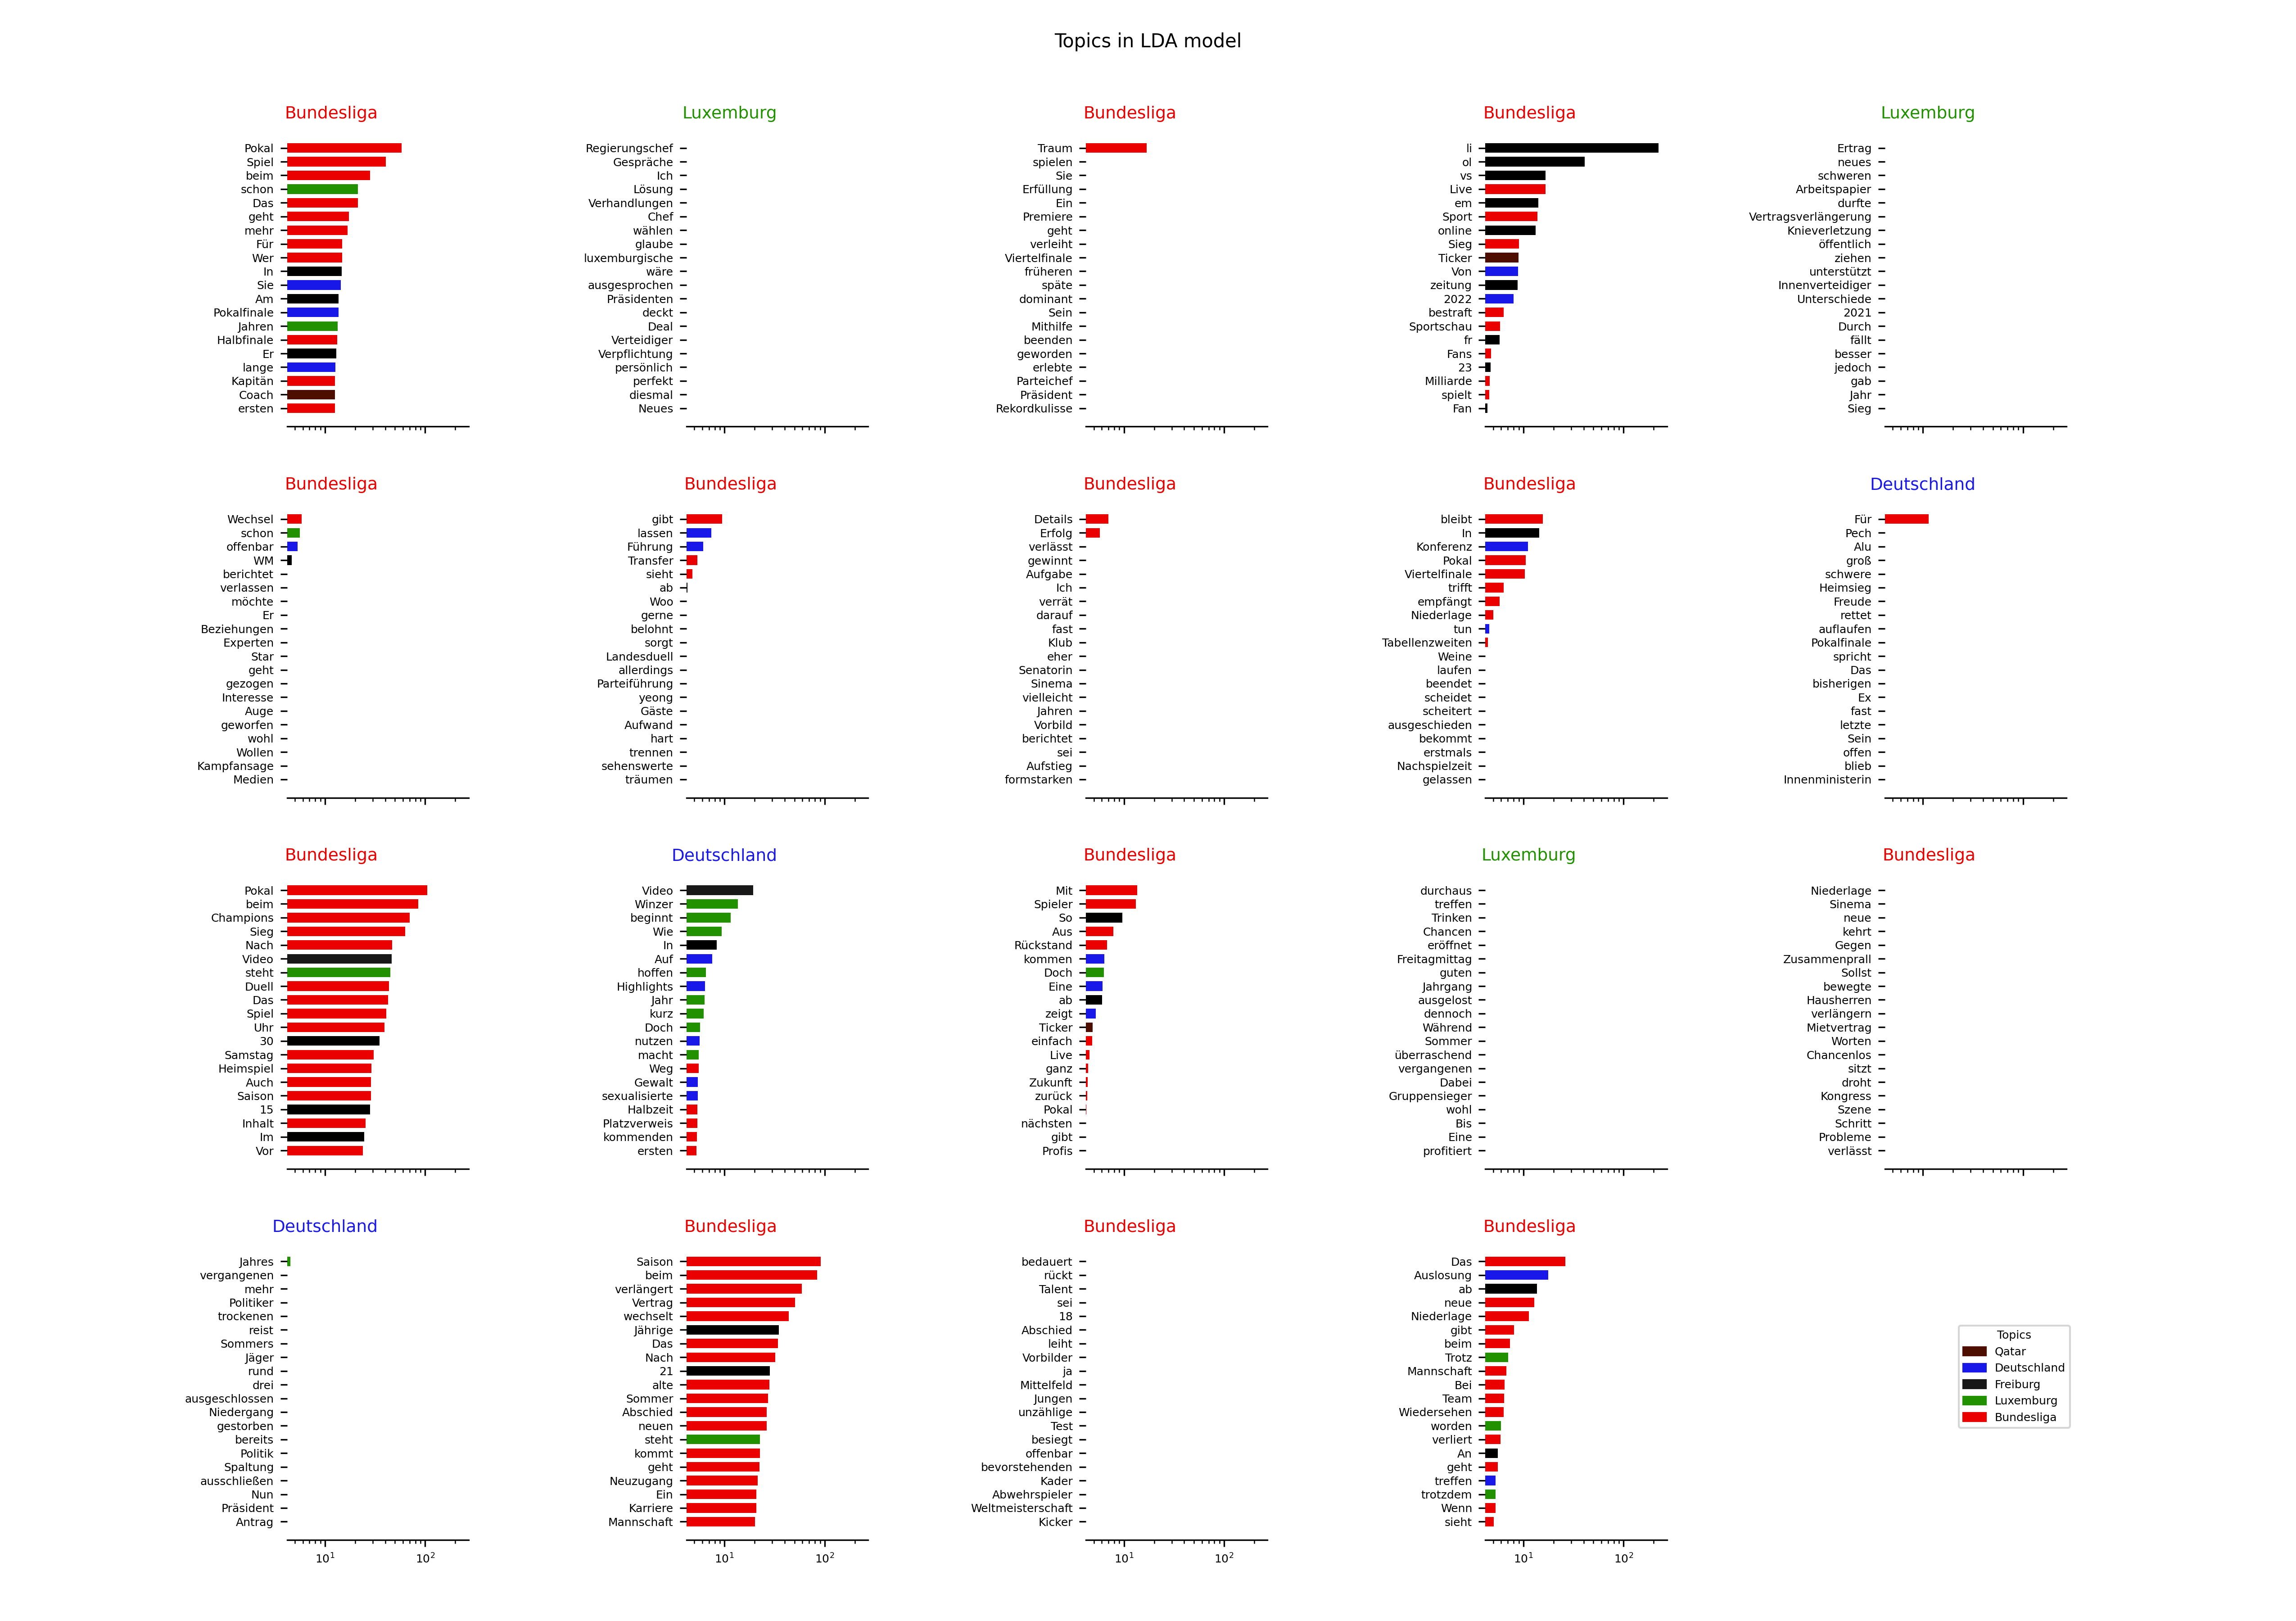 Topics in LDA model
Bundesliga
Pokal
Spiel
beim
schon
Das
geht
mehr
Für
Wer
In
Sie
Am
Pokalfinale
Jahren
Halbfinale
Er
lange
Kapitän
Coach
ersten
Luxemburg
Regierungschef
Gespräche
Ich
Lösung
Verhandlungen
Chef
wählen
glaube
luxemburgische
wäre
ausgesprochen
Präsidenten
deckt
Deal
Verteidiger
Verpflichtung
persönlich
perfekt
diesmal
Neues
Bundesliga
Traum
spielen
Sie
Erfüllung
Ein
Premiere
geht
verleiht
Viertelfinale
früheren
späte
dominant
Sein
Mithilfe
beenden
geworden
erlebte
Parteichef
Präsident
Rekordkulisse
Bundesliga
li
ol
vs
Live
em
Sport
online
Sieg
Ticker
Von
zeitung
2022
bestraft
Sportschau
fr
Fans
23
Milliarde
spielt
Fan
Luxemburg
Ertrag
neues
schweren
Arbeitspapier
durfte
Vertragsverlängerung
Knieverletzung
öffentlich
ziehen
unterstützt
Innenverteidiger
Unterschiede
2021
Durch
fällt
besser
jedoch
gab
Jahr
Sieg
Bundesliga
Wechsel
schon
offenbar
WM
berichtet
verlassen
möchte
Er
Beziehungen
Experten
Star
geht
gezogen
Interesse
Auge
geworfen
wohl
Wollen
Kampfansage
Medien
Bundesliga
gibt
lassen
Führung
Transfer
sieht
ab
Woo
gerne
belohnt
sorgt
Landesduell
allerdings
Parteiführung
yeong
Gäste
Aufwand
hart
trennen
sehenswerte
träumen
Bundesliga
Details
Erfolg
verlässt
gewinnt
Aufgabe
Ich
verrät
darauf
fast
Klub
eher
Senatorin
Sinema
vielleicht
Jahren
Vorbild
berichtet
sei
Aufstieg
formstarken
Bundesliga
bleibt
In
Konferenz
Pokal
Viertelfinale
trifft
empfängt
Niederlage
tun
Tabellenzweiten
Weine
laufen
beendet
scheidet
scheitert
ausgeschieden
bekommt
erstmals
Nachspielzeit
gelassen
Deutschland
Für
Pech
Alu
groß
schwere
Heimsieg
Freude
rettet
auflaufen
Pokalfinale
spricht
Das
bisherigen
Ex
fast
letzte
Sein
offen
blieb
Innenministerin
Bundesliga
Pokal
beim
Champions
Sieg
Nach
Video
steht
Duell
Das
Spiel
Uhr
30
Samstag
Heimspiel
Auch
Saison
15
Inhalt
Im
Vor
Deutschland
Video
Winzer
beginnt
Wie
In
Auf
hoffen
Highlights
Jahr
kurz
Doch
nutzen
macht
Weg
Gewalt
sexualisierte
Halbzeit
Platzverweis
kommenden
ersten
Bundesliga
Mit
Spieler
So
Aus
Rückstand
kommen
Doch
Eine
ab
zeigt
Ticker
einfach
Live
ganz
Zukunft
zurück
Pokal
nächsten
gibt
Profis
Luxemburg
durchaus
treffen
Trinken
Chancen
eröffnet
Freitagmittag
guten
Jahrgang
ausgelost
dennoch
Während
Sommer
überraschend
vergangenen
Dabei
Gruppensieger
wohl
Bis
Eine
profitiert
Bundesliga
Niederlage
Sinema
neue
kehrt
Gegen
Zusammenprall
Sollst
bewegte
Hausherren
verlängern
Mietvertrag
Worten
Chancenlos
sitzt
droht
Kongress
Szene
Schritt
Probleme
verlässt
Deutschland
Jahres
vergangenen
mehr
Politiker
trockenen
reist
Sommers
Jäger
rund
drei
ausgeschlossen
Niedergang
gestorben
bereits
Politik
Spaltung
ausschließen
Nun
Präsident
Antrag
10¹ 10²
Bundesliga
Saison
beim
verlängert
Vertrag
wechselt
Jährige
Das
Nach
21
alte
Sommer
Abschied
neuen
steht
kommt
geht
Neuzugang
Ein
Karriere
Mannschaft
10¹ 10²
Bundesliga
bedauert
rückt
Talent
sei
18
Abschied
leiht
Vorbilder
ja
Mittelfeld
Jungen
unzählige
Test
besiegt
offenbar
bevorstehenden
Kader
Abwehrspieler
Weltmeisterschaft
Kicker
10¹ 10²
Bundesliga
Das
Auslosung
ab
neue
Niederlage
gibt
beim
Trotz
Mannschaft
Bei
Team
Wiedersehen
worden
verliert
An
geht
treffen
trotzdem
Wenn
sieht
10¹ 10²
Topics
Qatar
Deutschland
Freiburg
Luxemburg
Bundesliga